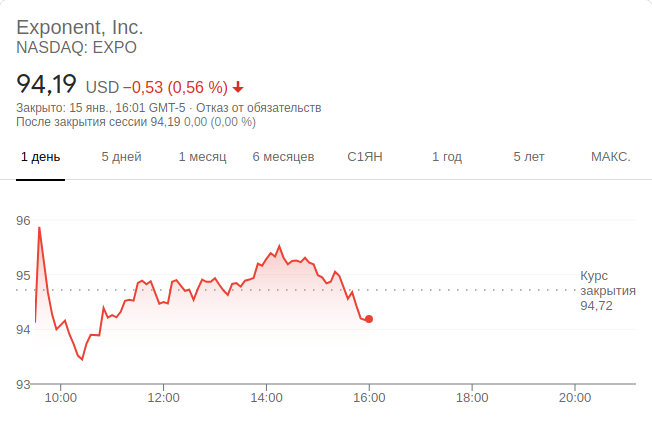 Exponent, Inc.
NASDAQ: EXPO
94,19 USD −0,53 (0,56 %)
Закрыто: 15 янв., 16:01 GMT-5 · Отказ от обязательств
После закрытия сессии 94,19 0,00 (0,00 %)
1 день 5 дней 1 месяц 6 месяцев С1ЯН 1 год 5 лет МАКС.
96
95
94
93
Курс
закрытия
94,72
10:00 12:00 14:00 16:00 18:00 20:00